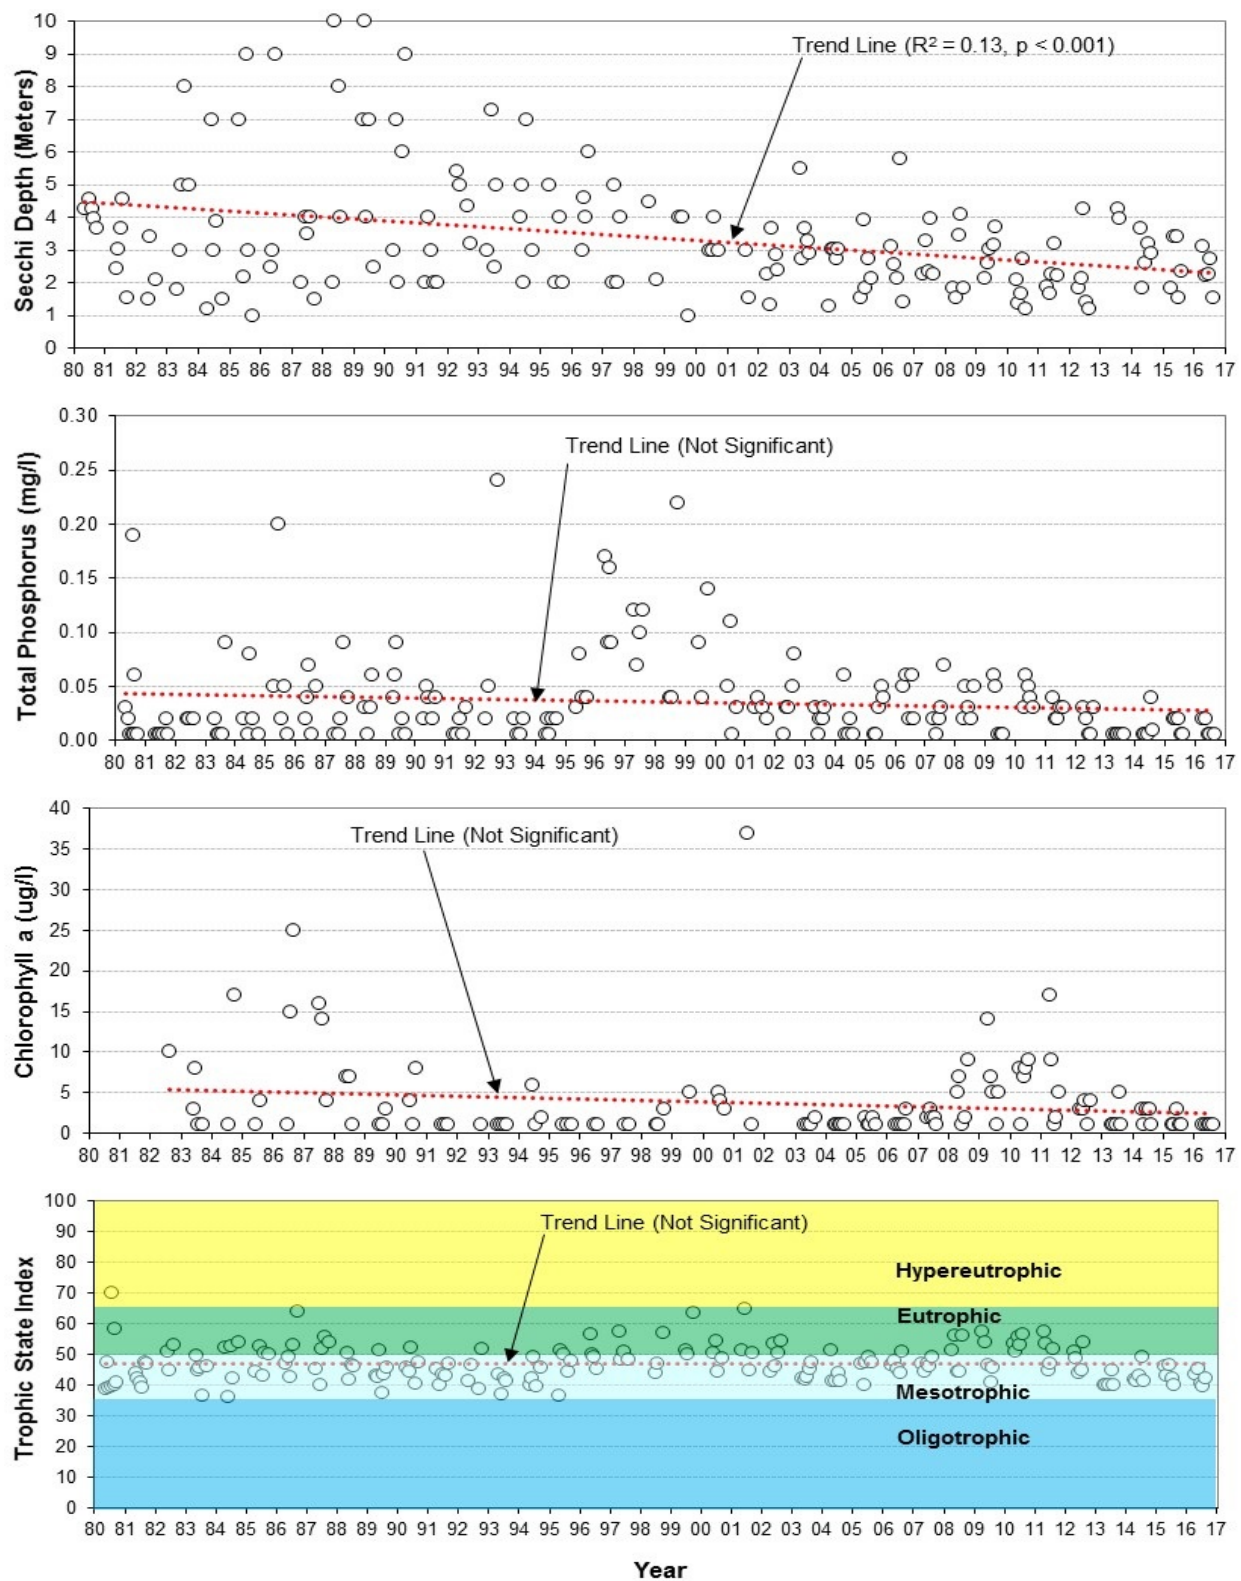 10
9
8
7
6
5
4
3
2
1
0
Secchi Depth (Meters)
Trend Line (R² = 0.13, p < 0.001)
80 81 82 83 84 85 86 87 88 89 90 91 92 93 94 95 96 97 98 99 00 01 02 03 04 05 06 07 08 09 10 11 12 13 14 15 16 17
0.30
0.25
0.20
0.15
0.10
0.05
0.00
Total Phosphorus (mg/l)
Trend Line (Not Significant)
80 81 82 83 84 85 86 87 88 89 90 91 92 93 94 95 96 97 98 99 00 01 02 03 04 05 06 07 08 09 10 11 12 13 14 15 16 17
40
35
30
25
20
15
10
5
0
Chlorophyll a (ug/l)
Trend Line (Not Significant)
80 81 82 83 84 85 86 87 88 89 90 91 92 93 94 95 96 97 98 99 00 01 02 03 04 05 06 07 08 09 10 11 12 13 14 15 16 17
100
90
80
70
60
50
40
30
20
10
0
Trophic State Index
Trend Line (Not Significant)
Hypereutrophic
Eutrophic
Mesotrophic
Oligotrophic
80 81 82 83 84 85 86 87 88 89 90 91 92 93 94 95 96 97 98 99 00 01 02 03 04 05 06 07 08 09 10 11 12 13 14 15 16 17
Year